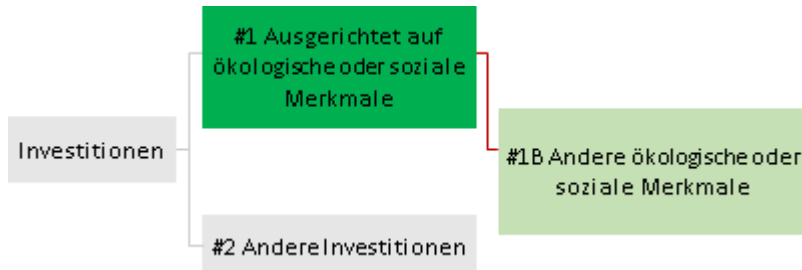 #1 Ausgerichtet auf
ökologische oder soziale
Merkmale
Investitionen
#1B Andere ökologische oder
soziale Merkmale
#2 Andere Investitionen